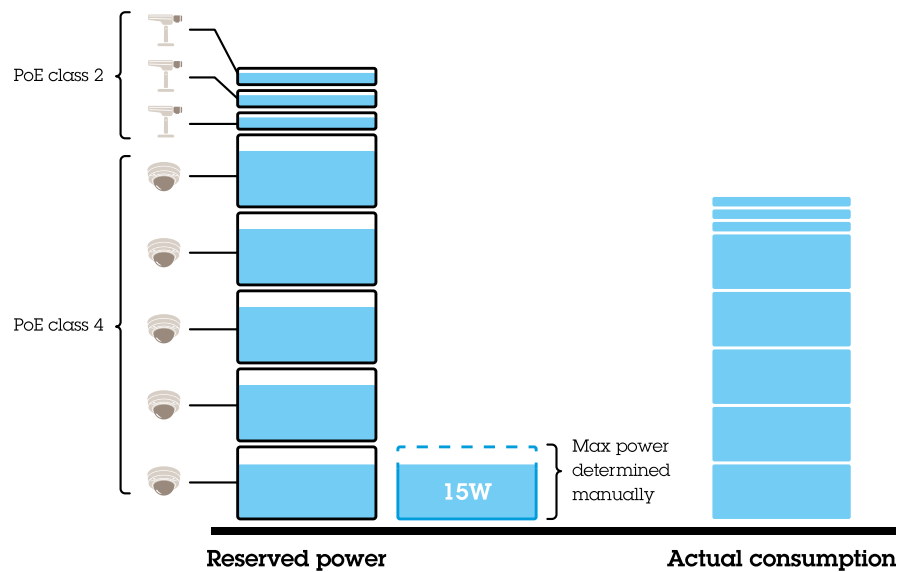 PoE class 2
PoE class 4
15W
Max power
determined
manually
Reserved power
Actual consumption